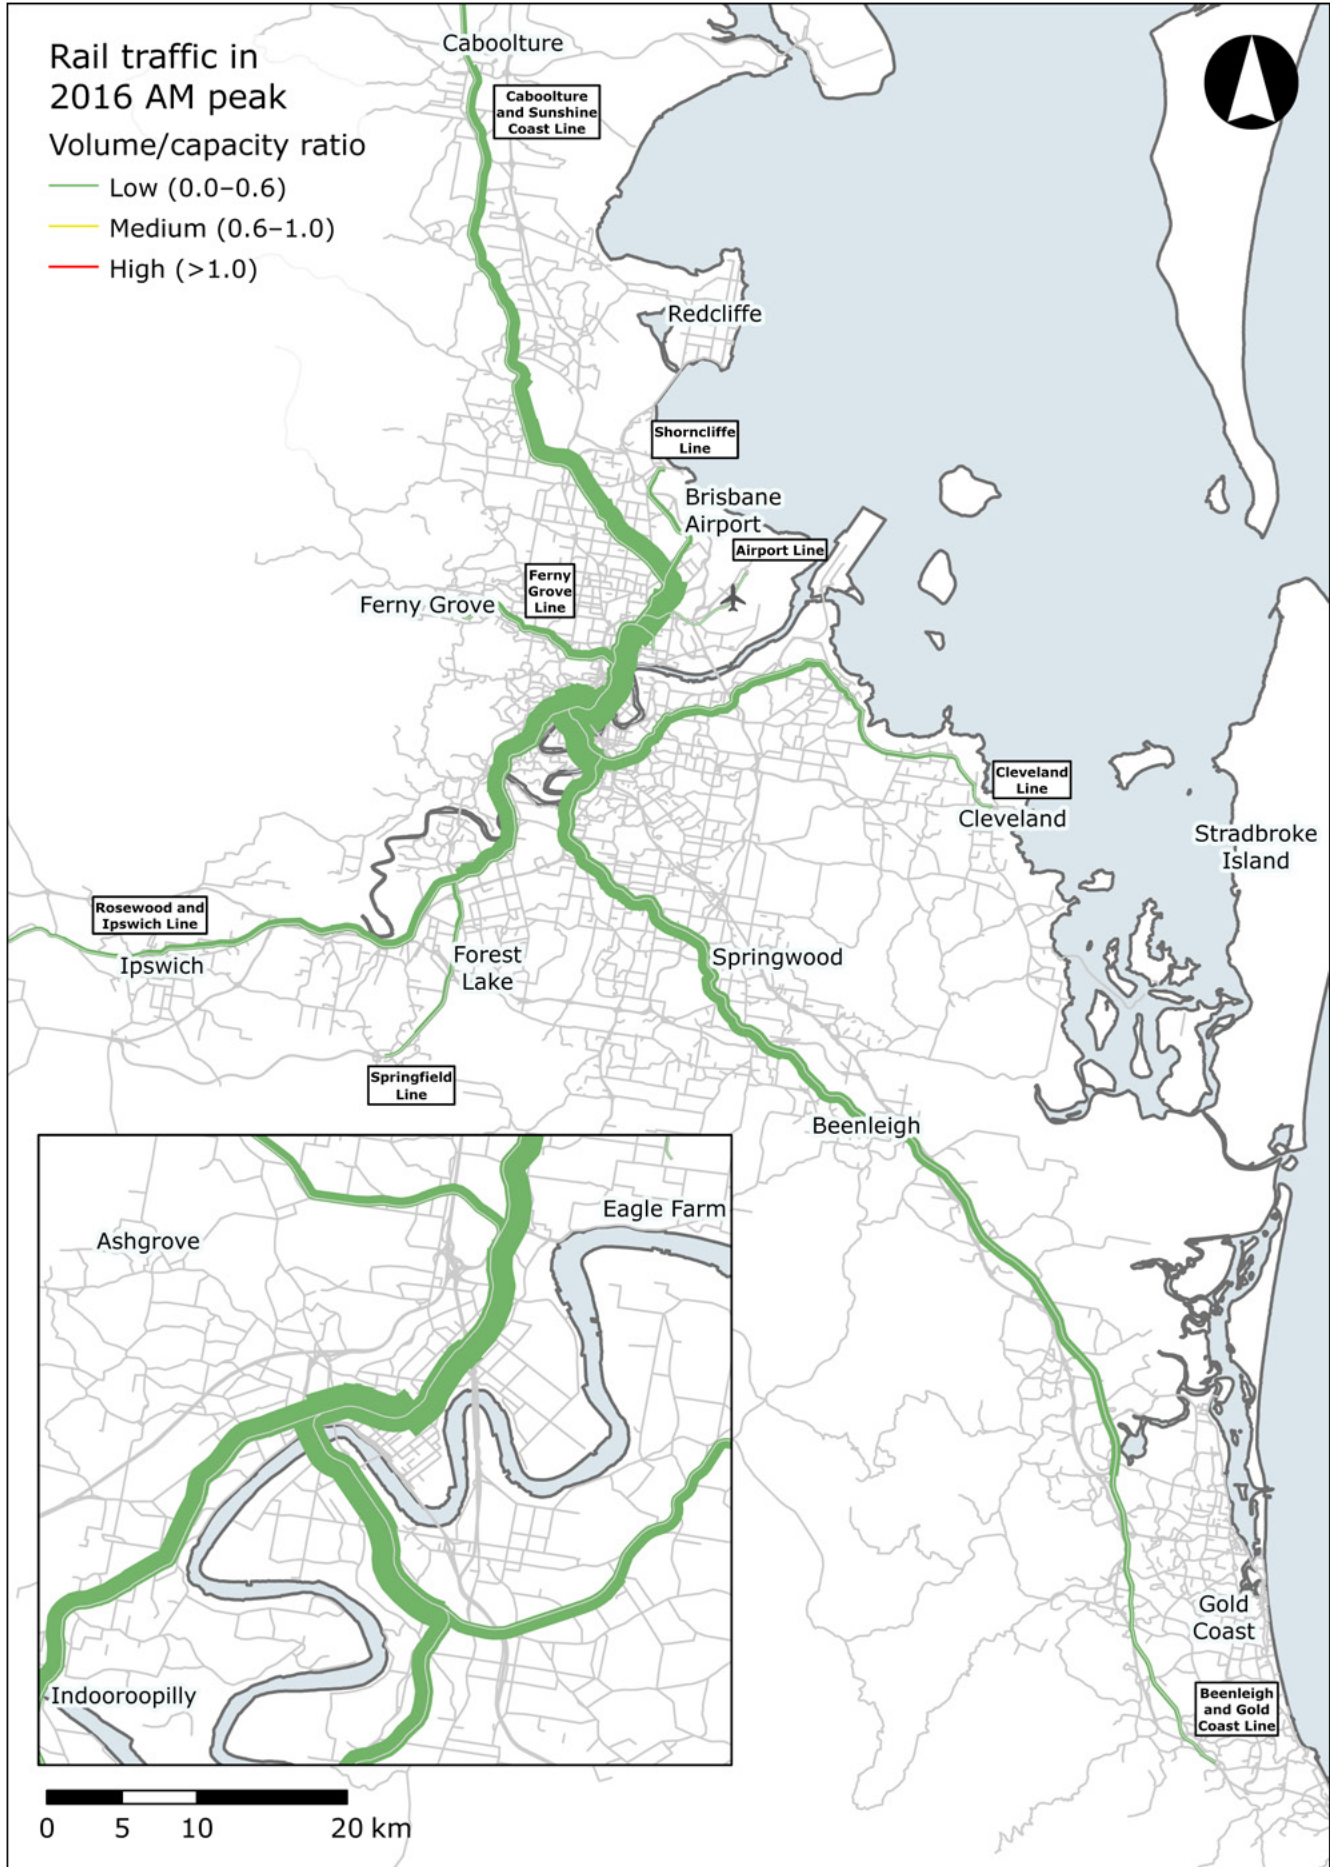 Rail traffic in
2016 AM peak
Volume/capacity ratio
Low (0.0–0.6)
Medium (0.6–1.0)
High (>1.0)
Caboolture
Caboolture
and Sunshine
Coast Line
Redcliffe
Shorncliffe
Line
Brisbane
Airport
Airport Line
Ferny
Grove
Line
Ferny Grove
Cleveland
Line
Cleveland
Stradbroke
Island
Rosewood and
Ipswich Line
Ipswich
Forest
Lake
Springwood
Springfield
Line
Beenleigh
Eagle Farm
Ashgrove
Indooroopilly
Gold
Coast
Beenleigh
and Gold
Coast Line
0 5 10 20 km